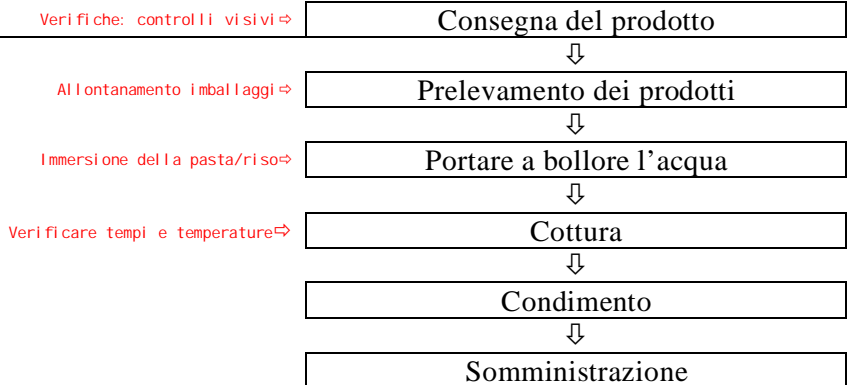 Verifiche: controlli visivi⇨ Consegna del prodotto
⇩
Allontanamento imballaggi⇨ Prelevamento dei prodotti
⇩
Immersione della pasta/riso⇨ Portare a bollore l’acqua
⇩
Verificare tempi e temperature⇨ Cottura
⇩
Condimento
⇩
Somministrazione